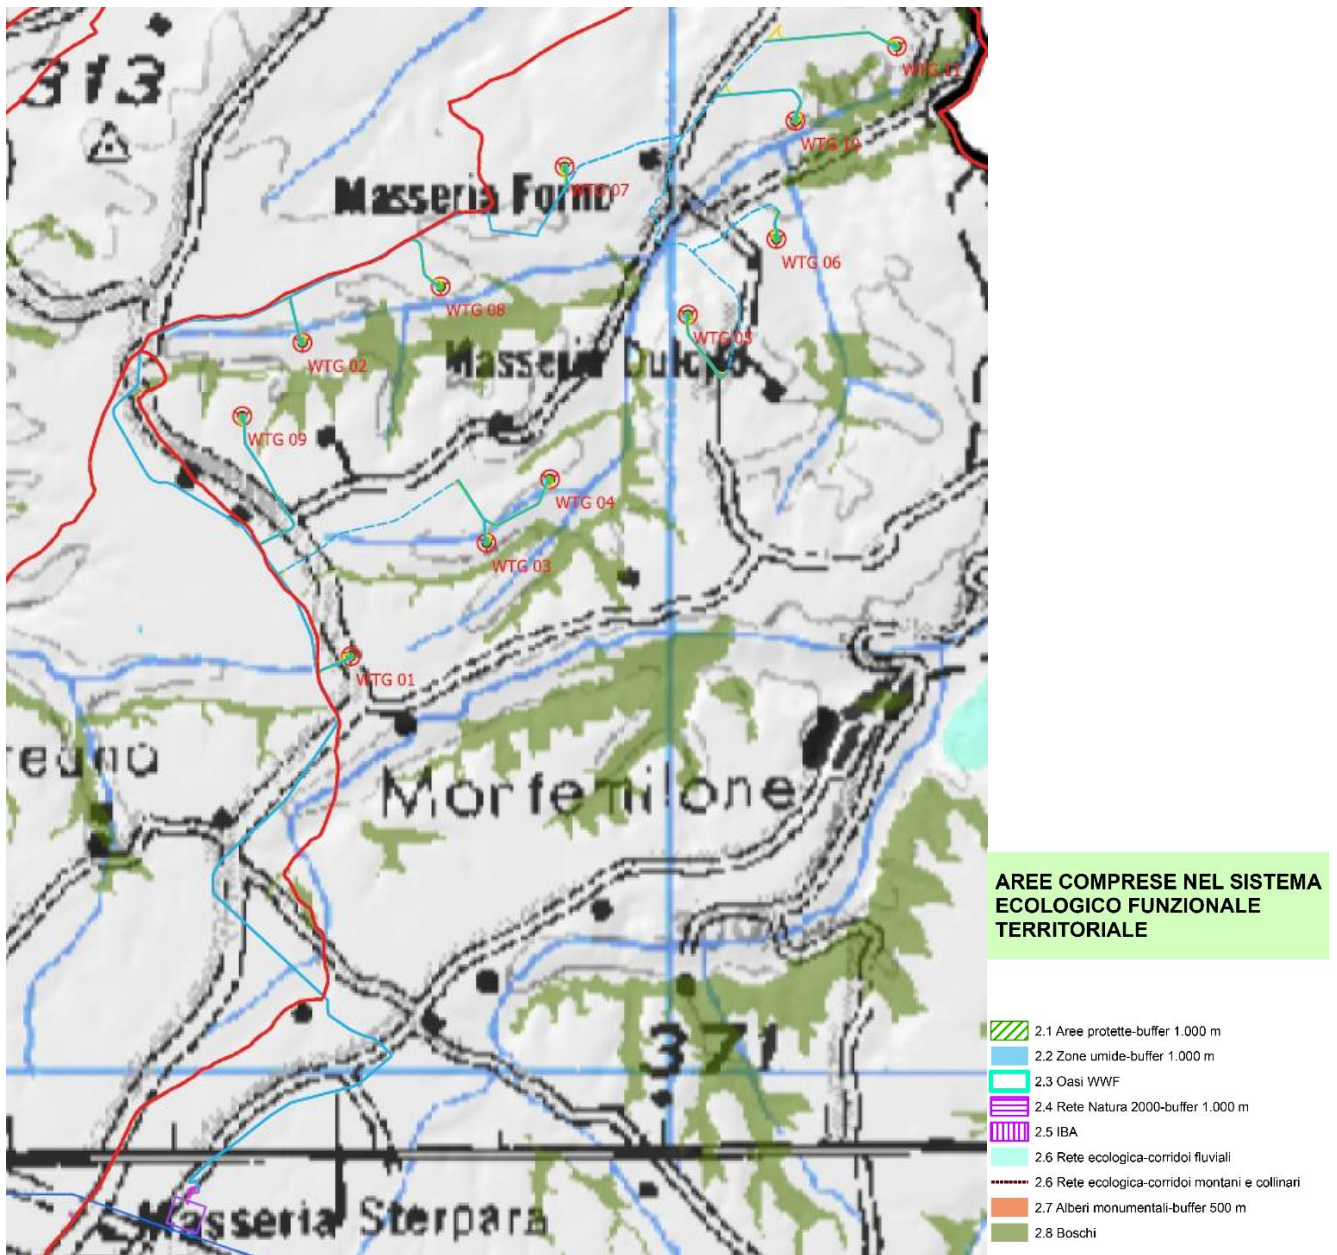 313
WTG 11
WTG 10
Masseria Forno
WTG 07
WTG 06
WTG 08
WTG 05
WTG 02
Masseria
WTG 09
WTG 04
WTG 03
WTG 01
Morfemilone
AREE COMPRESE NEL SISTEMA
ECOLOGICO FUNZIONALE
TERRITORIALE
371
2.1 Aree protette-buffer 1.000 m
2.2 Zone umide-buffer 1.000 m
2.3 Oasi WWF
2.4 Rete Natura 2000-buffer 1.000 m
2.5 IBA
2.6 Rete ecologica-corridoi fluviali
2.6 Rete ecologica-corridoi montani e collinari
2.7 Alberi monumentali-buffer 500 m
2.8 Boschi
Masseria Sterpara